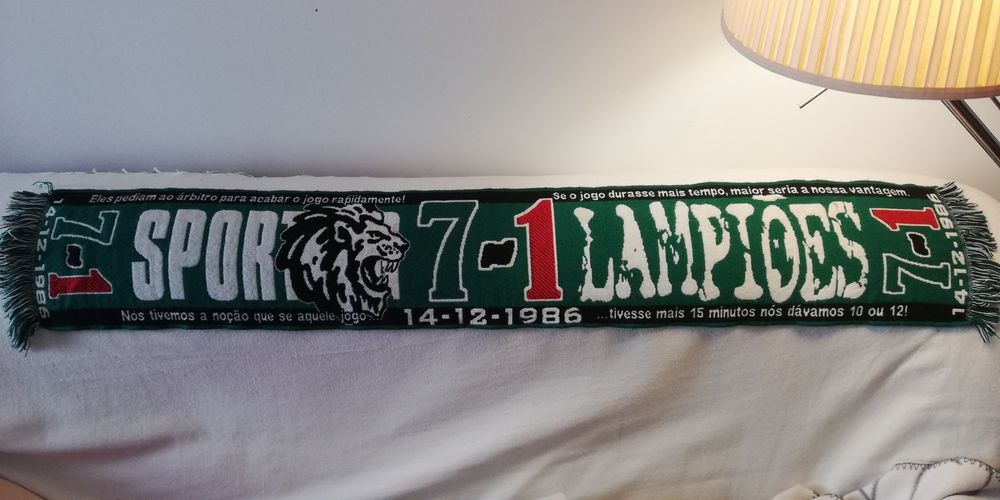 Eles pediam ao árbitro para acabar o jogo rapidamente!
Se o jogo durasse mais tempo, maior seria a nossa vantagem.
14-12-1986
7-1
SPORT
7-1
LAMPIÕES
7-1
14-12-1986
Nós tivemos a noção que se aquele jogo...
14-12-1986
...tivesse mais 15 minutos nós dávamos 10 ou 12!